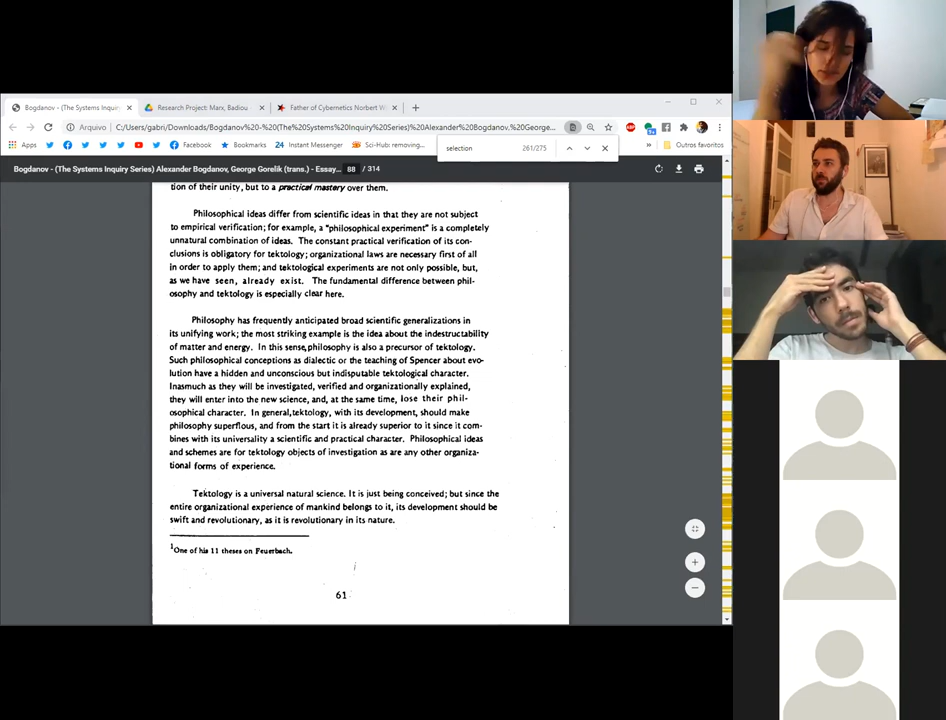 Bogdanov - (The Systems Inquiry
Research Project: Marx, Badiou
Father of Cybernetics Norbert W
Arquivo
C:/Users/gabri/Downloads/Bogdanov%20-%20(The%20Systems%20Inquiry%20Series)%20Alexander%20Bogdanov,%20George...
Apps
Twitter
Facebook
Bookmarks
Instant Messenger
Sci-Hub: removing...
Outros favoritos
selection
261/275
Bogdanov - (The Systems Inquiry Series) Alexander Bogdanov, George Gorelik (trans.) - Essay...
88 / 314
tion of their unity, but to a practical mastery over them.
Philosophical ideas differ from scientific ideas in that they are not subject
to empirical verification; for example, a "philosophical experiment" is a completely
unnatural combination of ideas. The constant practical verification of its con-
clusions is obligatory for tektology; organizational laws are necessary first of all
in order to apply them; and tektological experiments are not only possible, but,
as we have seen, already exist. The fundamental difference between phil-
osophy and tektology is especially clear here.
Philosophy has frequently anticipated broad scientific generalizations in
its unifying work; the most striking example is the idea about the indestructability
of matter and energy. In this sense, philosophy is also a precursor of tektology.
Such philosophical conceptions as dialectic or the teaching of Spencer about evo-
lution have a hidden and unconscious but indisputable tektological character.
Inasmuch as they will be investigated, verified and organizationally explained,
they will enter into the new science, and, at the same time, lose their phil-
osophical character. In general, tektology, with its development, should make
philosophy superflous, and from the start it is already superior to it since it com-
bines with its universality a scientific and practical character. Philosophical ideas
and schemes are for tektology objects of investigation as are any other organiza-
tional forms of experience.
Tektology is a universal natural science. It is just being conceived; but since the
entire organizational experience of mankind belongs to it, its development should be
swift and revolutionary, as it is revolutionary in its nature.
1One of his 11 theses on Feuerbach.
61